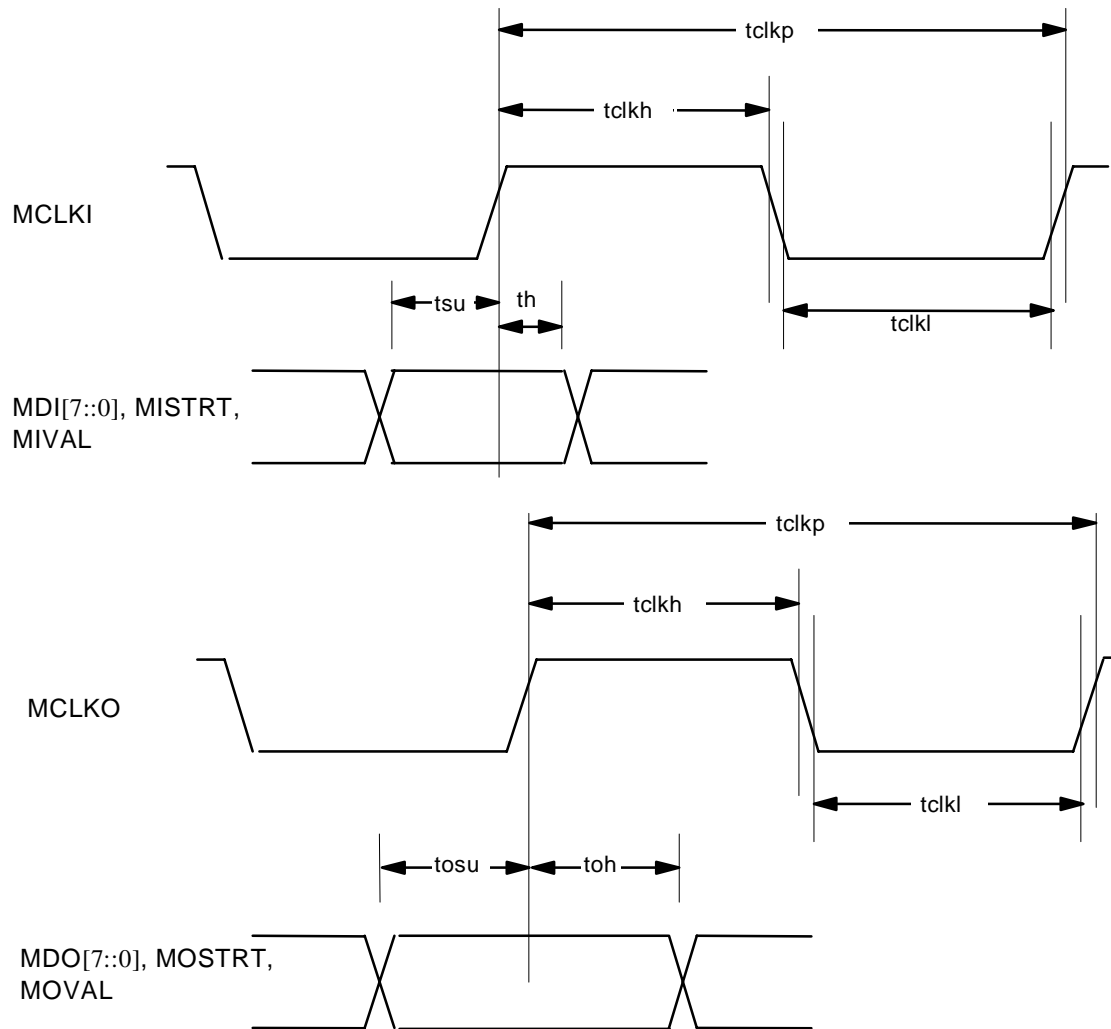 tclkp
tclkh
MCLKI
tsu
th
tclkl
MDI[7::0], MISTRT,
MIVAL
tclkp
tclkh
MCLKO
tclkl
tosu
toh
MDO[7::0], MOSTRT,
MOVAL